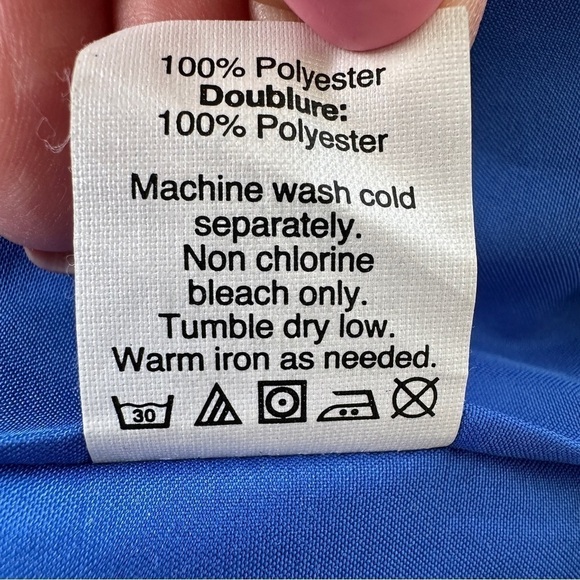 100% Polyester
Doublure:
100% Polyester
Machine wash cold
separately.
Non chlorine
bleach only.
Tumble dry low.
Warm iron as needed.
30